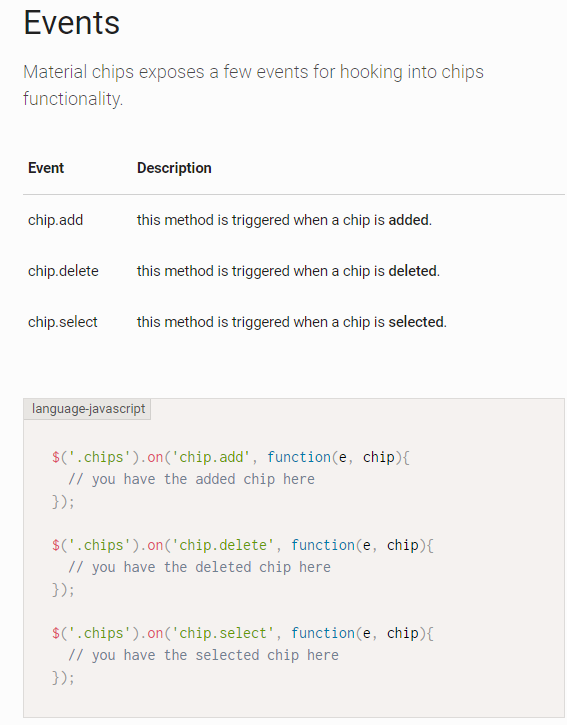 Events
Material chips exposes a few events for hooking into chips
functionality.
Event Description
chip.add this method is triggered when a chip is added.
chip.delete this method is triggered when a chip is deleted.
chip.select this method is triggered when a chip is selected.
language-javascript
$('.chips').on('chip.add', function(e, chip){
  // you have the added chip here
});
$('.chips').on('chip.delete', function(e, chip){
  // you have the deleted chip here
});
$('.chips').on('chip.select', function(e, chip){
  // you have the selected chip here
});